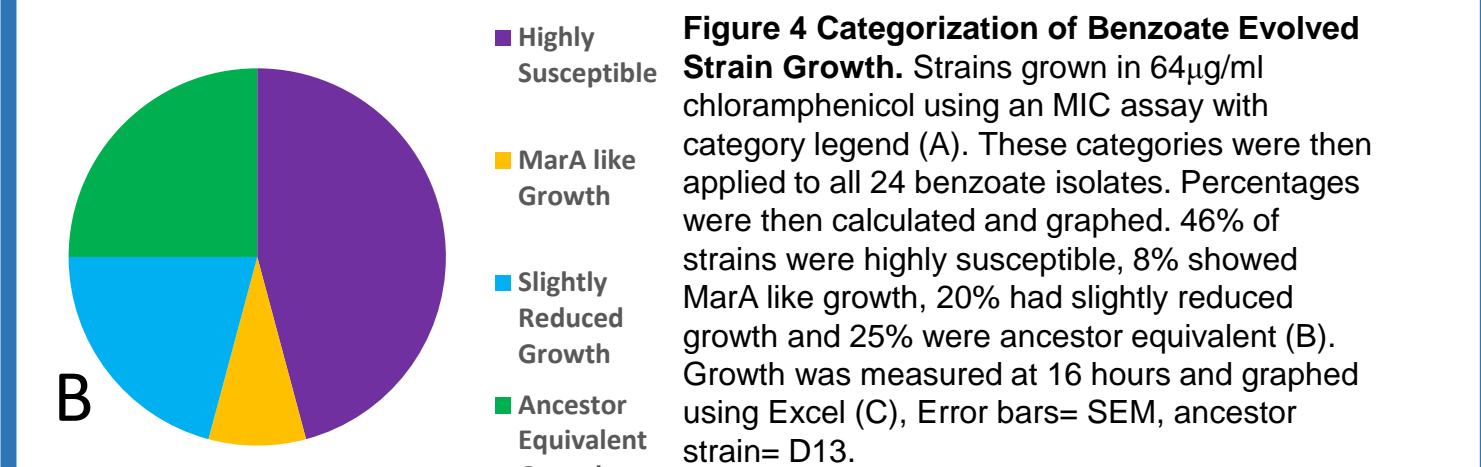 B
Highly
Susceptible
MarA like
Growth
Slightly
Reduced
Growth
Ancestor
Equivalent
Figure 4 Categorization of Benzoate Evolved
Strain Growth. Strains grown in 64μg/ml
chloramphenicol using an MIC assay with
category legend (A). These categories were then
applied to all 24 benzoate isolates. Percentages
were then calculated and graphed. 46% of
strains were highly susceptible, 8% showed
MarA like growth, 20% had slightly reduced
growth and 25% were ancestor equivalent (B).
Growth was measured at 16 hours and graphed
using Excel (C), Error bars= SEM, ancestor
strain= D13.